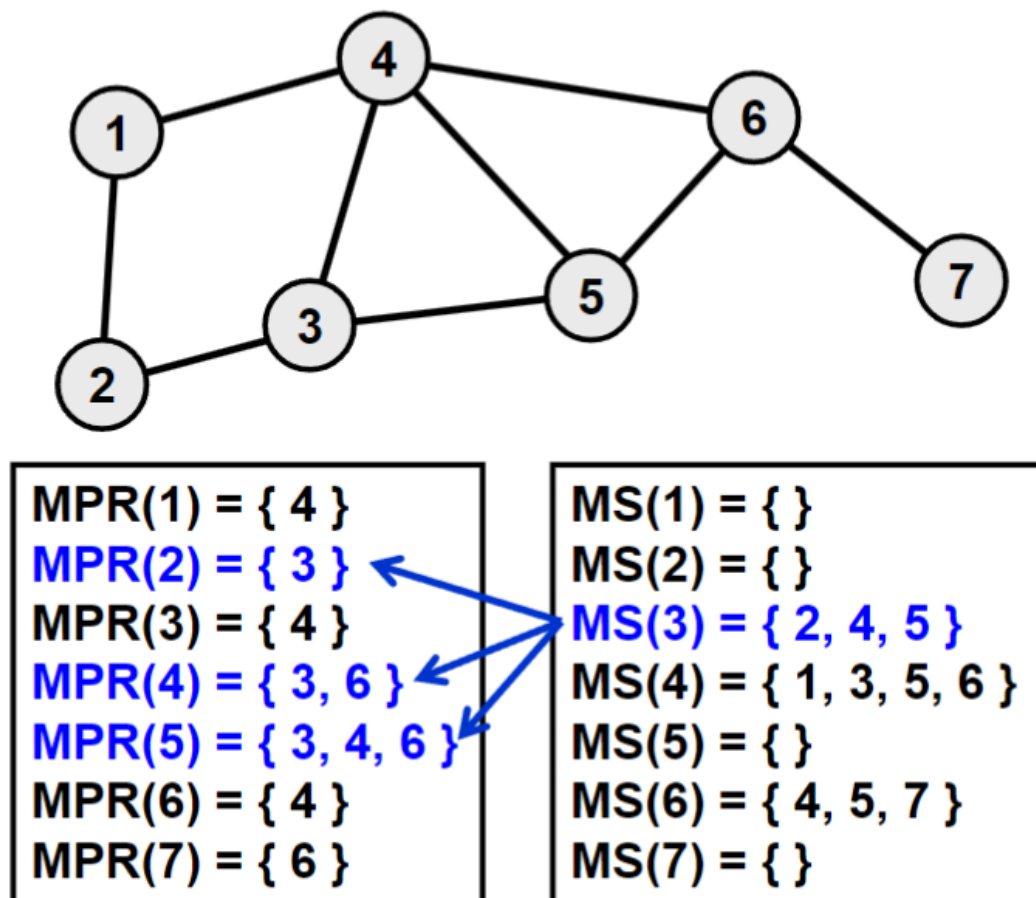 4
6
1
7
5
3
2
MPR(1) = { 4 }
MPR(2) = { 3 }
MPR(3) = { 4 }
MPR(4) = { 3, 6 }
MPR(5) = { 3, 4, 6 }
MPR(6) = { 4 }
MPR(7) = { 6 }
MS(1) = { }
MS(2) = { }
MS(3) = { 2, 4, 5 }
MS(4) = { 1, 3, 5, 6 }
MS(5) = { }
MS(6) = { 4, 5, 7 }
MS(7) = { }